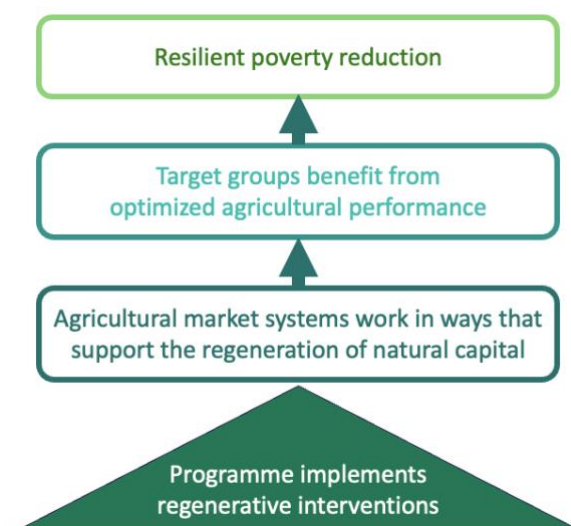 Resilient poverty reduction
Target groups benefit from
optimized agricultural performance
Agricultural market systems work in ways that
support the regeneration of natural capital
Programme implements
regenerative interventions